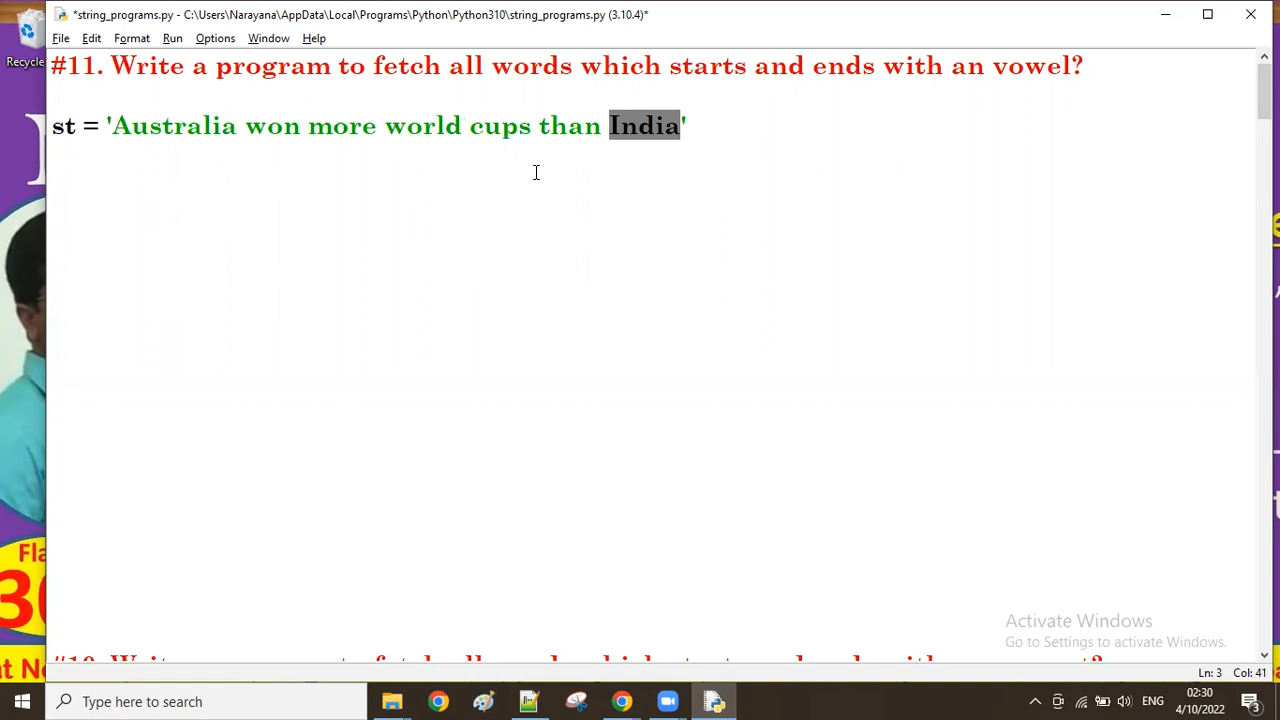 *string_programs.py - C:\Users\Narayana\AppData\Local\Programs\Python\Python310\string_programs.py (3.10.4)*
File Edit Format Run Options Window Help
Recycle
#11. Write a program to fetch all words which starts and ends with an vowel?
st = 'Australia won more world cups than India'
Fla
Activate Windows
Go to Settings to activate Windows.
Ln: 3 Col: 41
Type here to search
ENG
02:30
4/10/2022
3